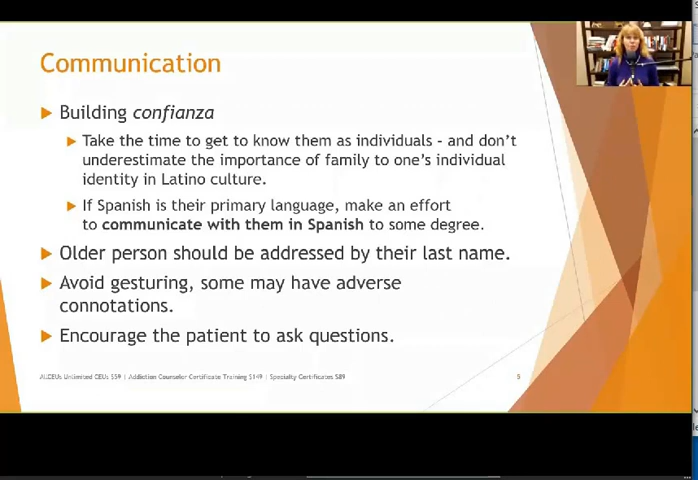 Communication
Building confianza
Take the time to get to know them as individuals - and don't
underestimate the importance of family to one's individual
identity in Latino culture.
If Spanish is their primary language, make an effort
to communicate with them in Spanish to some degree.
Older person should be addressed by their last name.
Avoid gesturing, some may have adverse
connotations.
Encourage the patient to ask questions.
AllCEUs Unlimited CEUs $59 | Addiction Counselor Certificate Training $149 | Specialty Certificates $89
5